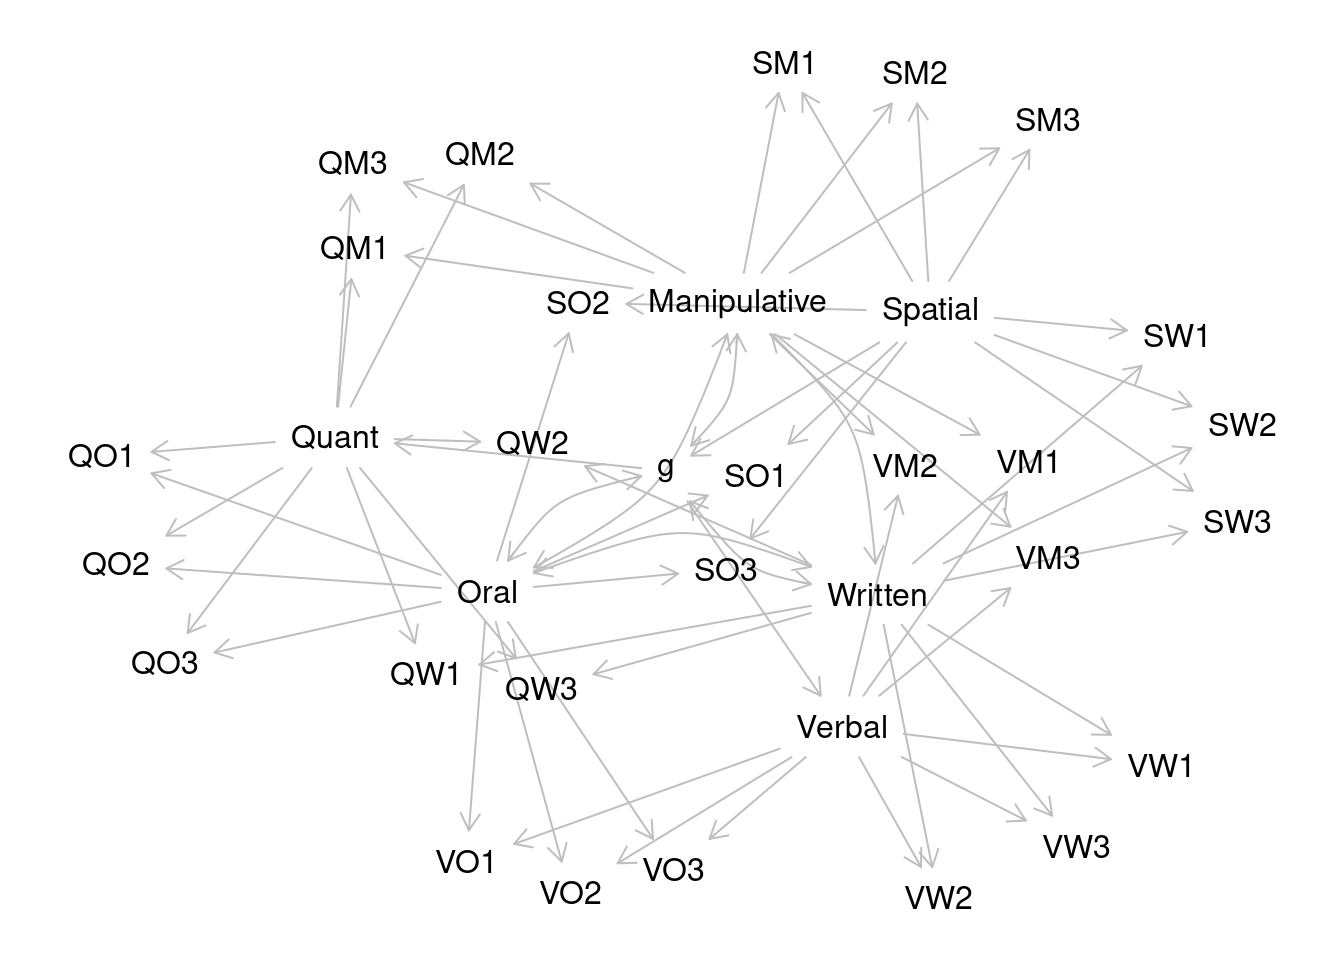 SM1
SM2
SM3
QM3
QM2
QM1
SO2
Manipulative
Spatial
SW1
SW2
Quant
QW2
QO1
g
SO1
VM2
VM1
SW3
QO2
SO3
VM3
Oral
Written
QO3
QW1
QW3
Verbal
VW1
VO1
VO2
VO3
VW3
VW2